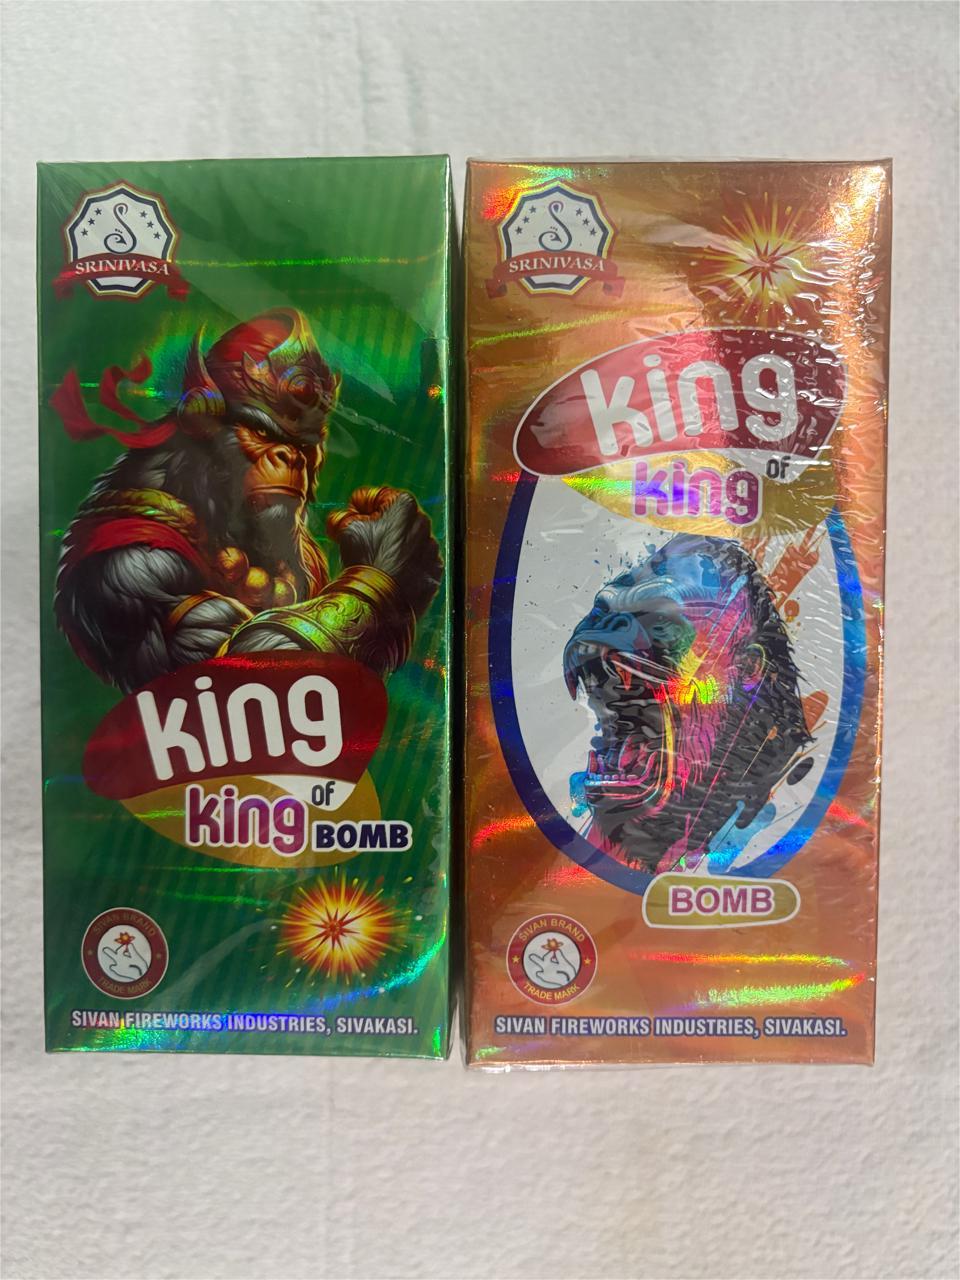 SRINIVASA
king
of
king BOMB
SIVAN BRAND
TRADE MARK
SIVAN FIREWORKS INDUSTRIES, SIVAKASI.
SRINIVASA
king
of
king
BOMB
SIVAN BRAND
TRADE MARK
SIVAN FIREWORKS INDUSTRIES, SIVAKASI.